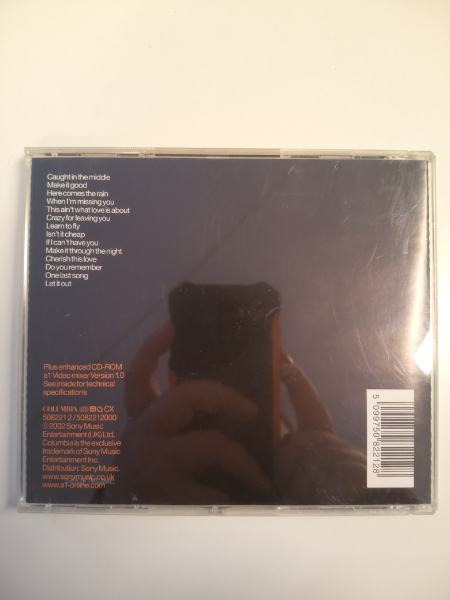 Caught in the middle
Make it good
Here comes the rain
When I'm missing you
This ain't what love is about
Crazy for leaving you
Learn to fly
Isn't it cheap
If I can't have you
Make it through the night
Cherish this love
Do you remember
One last song
Let it out
Plus enhanced CD-ROM
a1 Video mixer Version 1.0
See inside for technical
specifications
COLUMBIA CX
508221 2 / 5082212000
© 2002 Sony Music
Entertainment (UK) Ltd.
Columbia is the exclusive
trademark of Sony Music
Entertainment Inc.
Distribution: Sony Music.
www.sonymusic.co.uk
www.a1-online.com
5 099750 822128